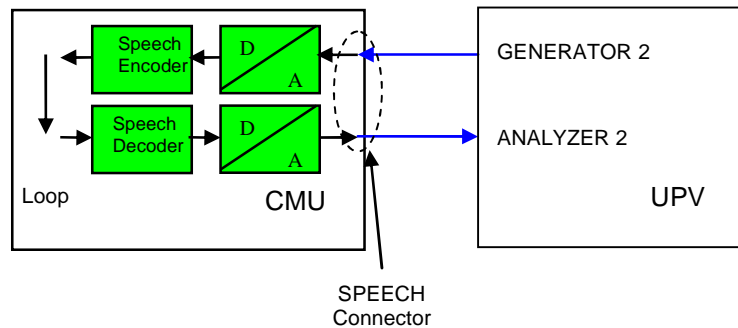 Speech
Encoder
D
A
GENERATOR 2
Speech
Decoder
D
A
ANALYZER 2
Loop
CMU
UPV
SPEECH
Connector